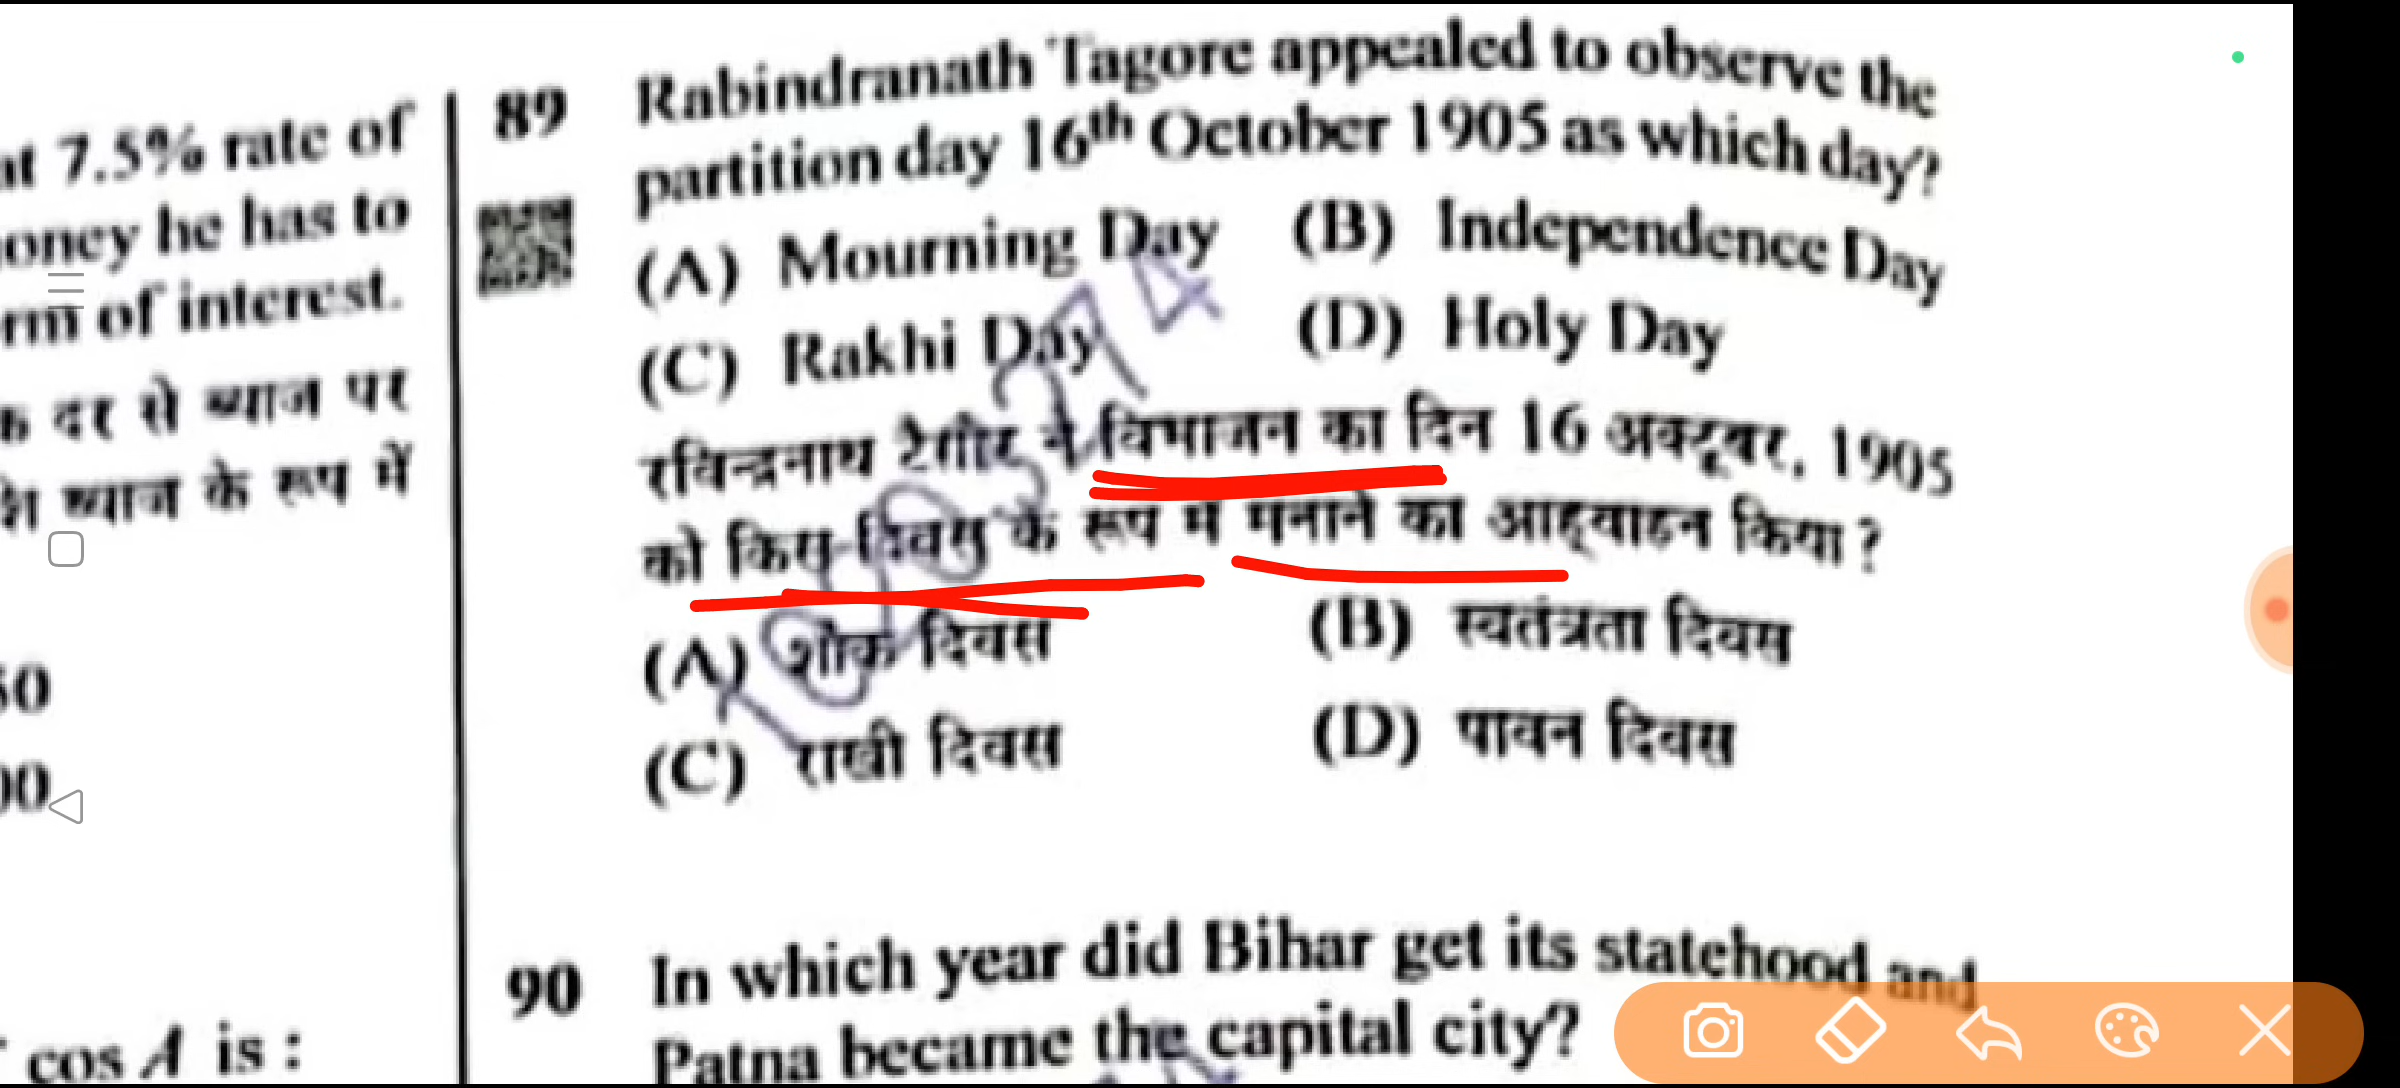 at 7.5% rate of
money he has to
rm of interest.
क दर से ब्याज पर
शि ब्याज के रूप में
50
00
cos A is :
89 Rabindranath Tagore appealed to observe the
partition day 16th October 1905 as which day?
(A) Mourning Day (B) Independence Day
(C) Rakhi Day (D) Holy Day
रविन्द्रनाथ टैगोर ने विभाजन का दिन 16 अक्टूबर, 1905
को किस दिवस के रूप में मनाने का आह्वाहन किया ?
(A) शोक दिवस (B) स्वतंत्रता दिवस
(C) राखी दिवस (D) पावन दिवस
90 In which year did Bihar get its statehood and
Patna became the capital city?